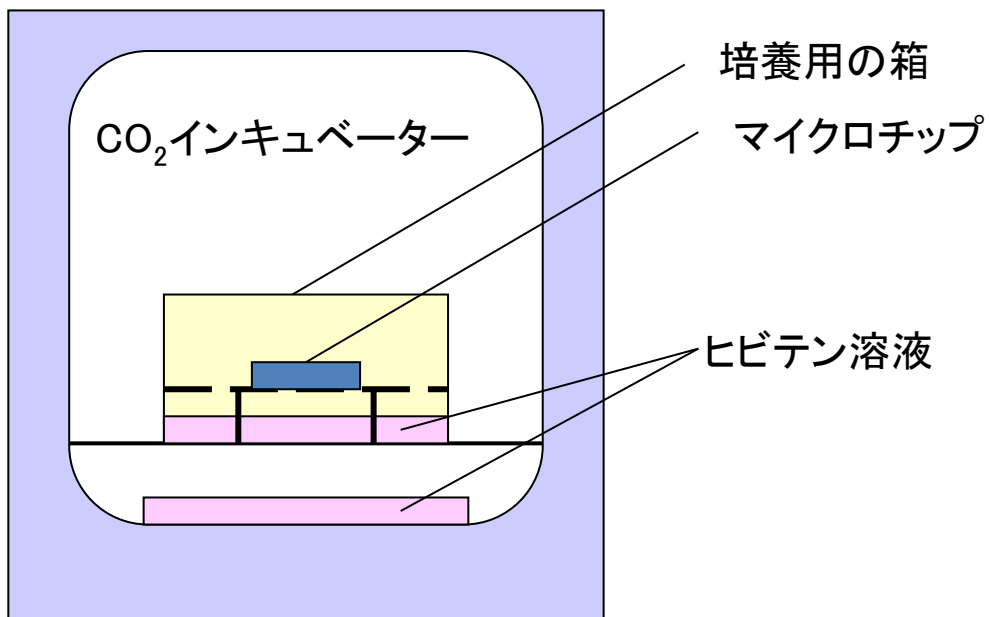 培養用の箱
マイクロチップ
CO₂インキュベーター
ヒビテン溶液